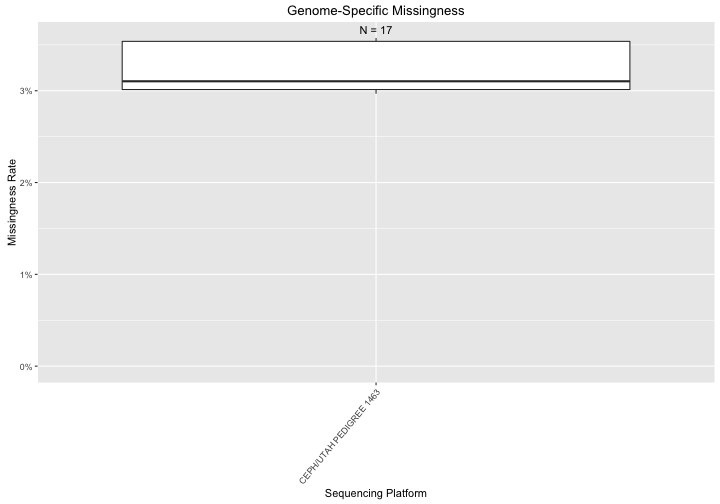 Genome-Specific Missingness
N = 17
3%
2%
1%
0%
Missingness Rate
CEPH/UTAH PEDIGREE 1463
Sequencing Platform